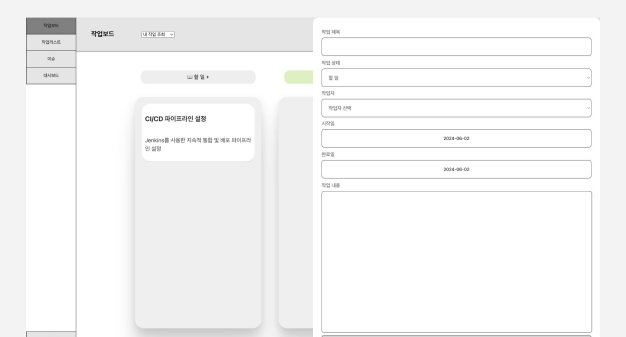 작업보드
작업리스트
이슈
대시보드
작업보드
내 작업 조회
할 일 +
CI/CD 파이프라인 설정
Jenkins를 사용한 지속적 통합 및 배포 파이프라
인 설정
작업 제목
작업 상태
할 일
작업자
작업자 선택
시작일
2024-06-02
완료일
2024-06-02
작업 내용